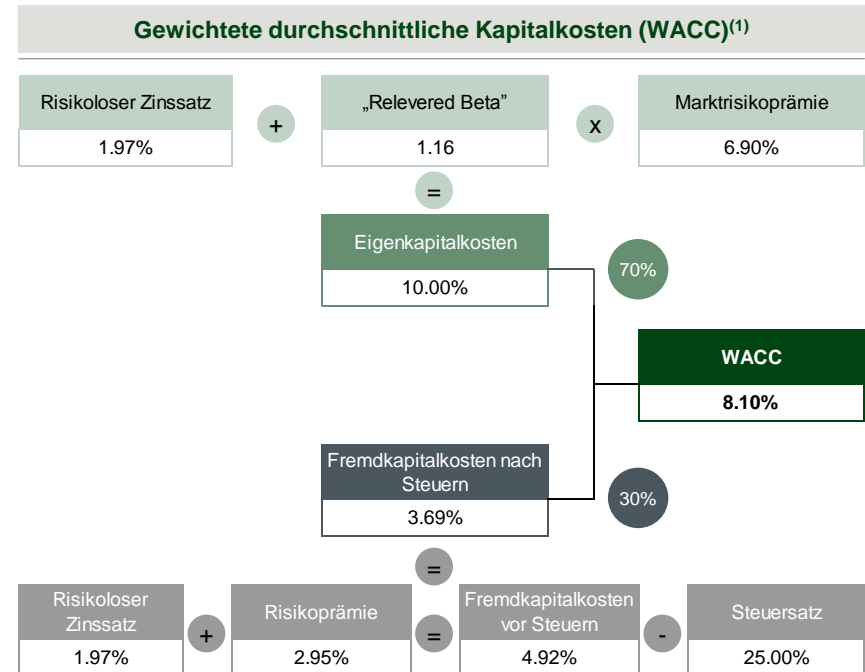 Gewichtete durchschnittliche Kapitalkosten (WACC)(1)
Risikoloser Zinssatz
+
„Relevered Beta”
x
Marktrisikoprämie
1.97%
1.16
6.90%
=
Eigenkapitalkosten
10.00%
70%
WACC
8.10%
Fremdkapitalkosten nach
Steuern
3.69%
30%
=
Risikoloser
Zinssatz
1.97%
+
Risikoprämie
2.95%
=
Fremdkapitalkosten
vor Steuern
4.92%
-
Steuersatz
25.00%